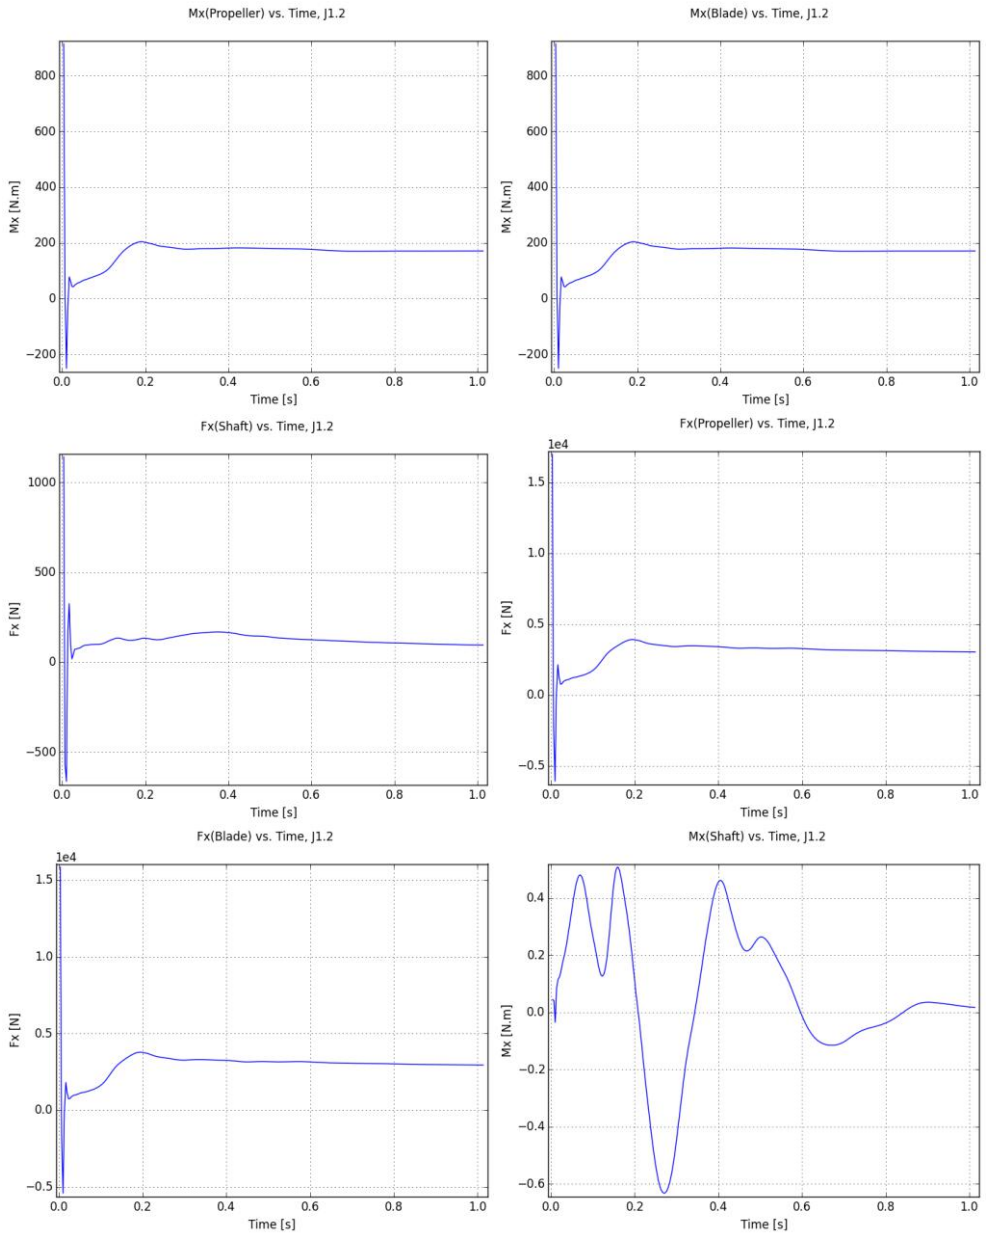 Mx(Propeller) vs. Time, J1.2
800
600
400
200
0
−200
Mx [N.m]
0.0 0.2 0.4 0.6 0.8 1.0
Time [s]
Mx(Blade) vs. Time, J1.2
800
600
400
200
0
−200
Mx [N.m]
0.0 0.2 0.4 0.6 0.8 1.0
Time [s]
Fx(Shaft) vs. Time, J1.2
1000
500
0
−500
Fx [N]
0.0 0.2 0.4 0.6 0.8 1.0
Time [s]
Fx(Propeller) vs. Time, J1.2
1e4
1.5
1.0
0.5
0.0
−0.5
Fx [N]
0.0 0.2 0.4 0.6 0.8 1.0
Time [s]
Fx(Blade) vs. Time, J1.2
1e4
1.5
1.0
0.5
0.0
−0.5
Fx [N]
0.0 0.2 0.4 0.6 0.8 1.0
Time [s]
Mx(Shaft) vs. Time, J1.2
0.4
0.2
0.0
−0.2
−0.4
−0.6
Mx [N.m]
0.0 0.2 0.4 0.6 0.8 1.0
Time [s]